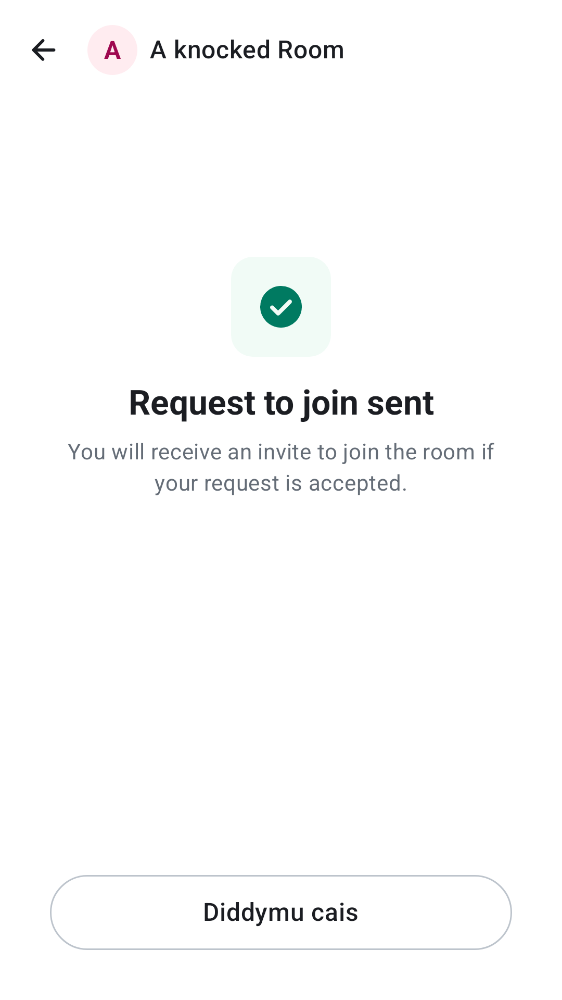 A
A knocked Room
Request to join sent
You will receive an invite to join the room if
your request is accepted.
Diddymu cais